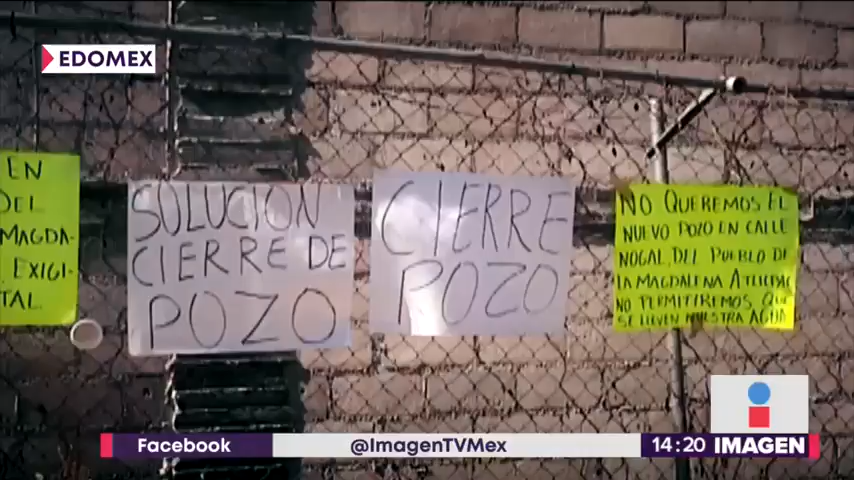 EDOMEX
EN
DEL
MAGDA-
EXIGI-
TAL
SOLUCION
CIERRE DE
POZO
CIERRE
POZO
NO QUEREMOS EL
NUEVO POZO EN CALLE
NOGAL, DEL PUEBLO DE
LA MAGDALENA ATLICPAC
NO PERMITIREMOS QUE
SE LLEVEN NUESTRA AGUA
Facebook
@ImagenTVMex
14:20 IMAGEN